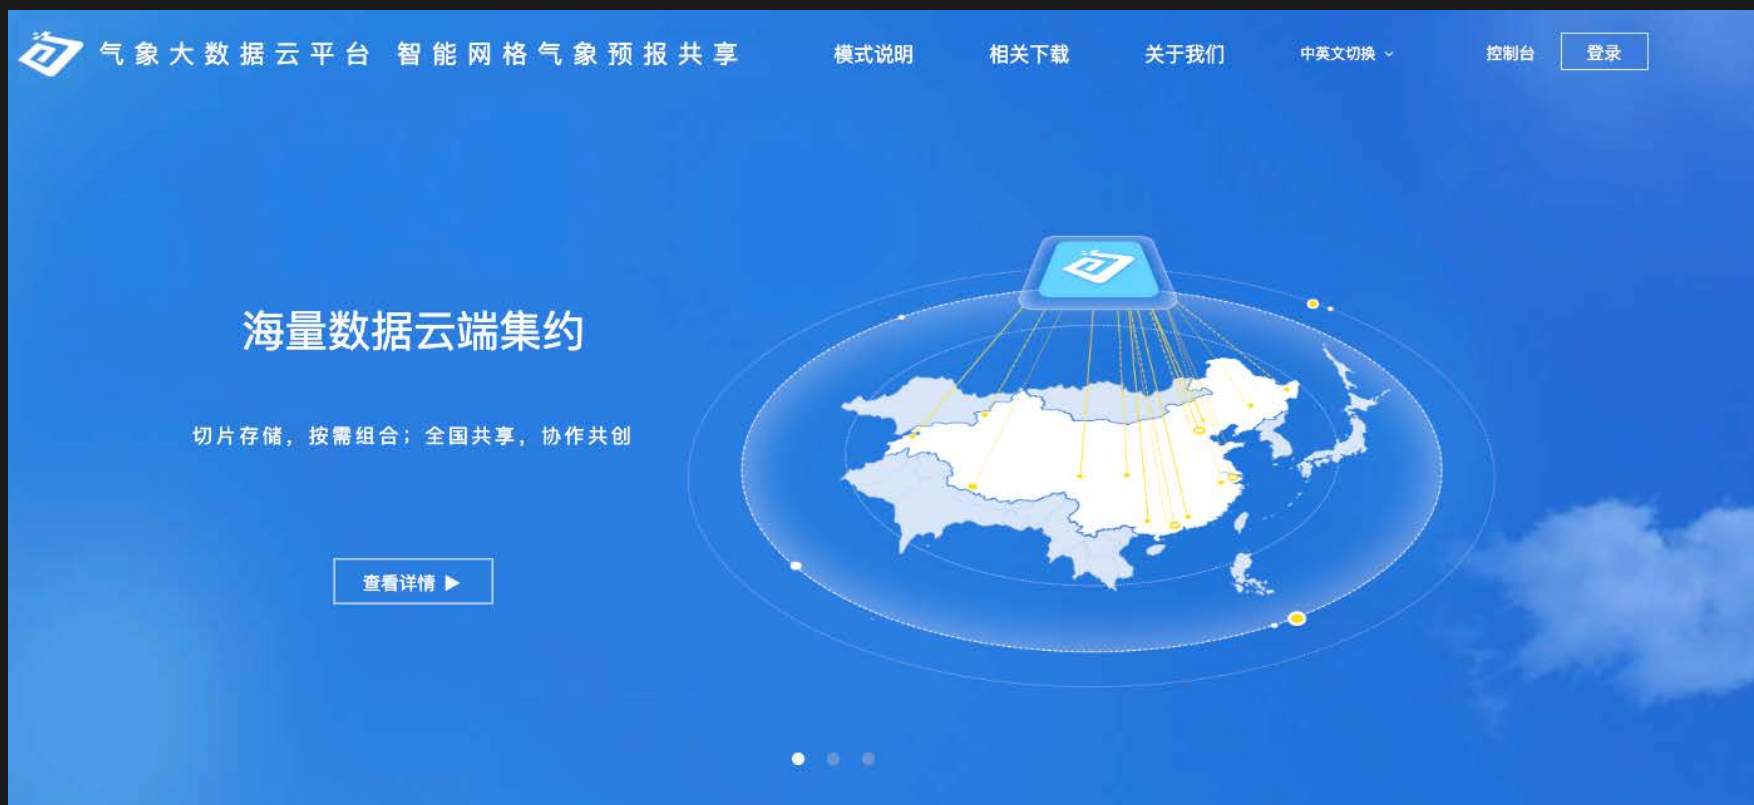 气象大数据云平台 智能网格气象预报共享
模式说明
相关下载
关于我们
中英文切换
控制台
登录
海量数据云端集约
切片存储，按需组合；全国共享，协作共创
查看详情